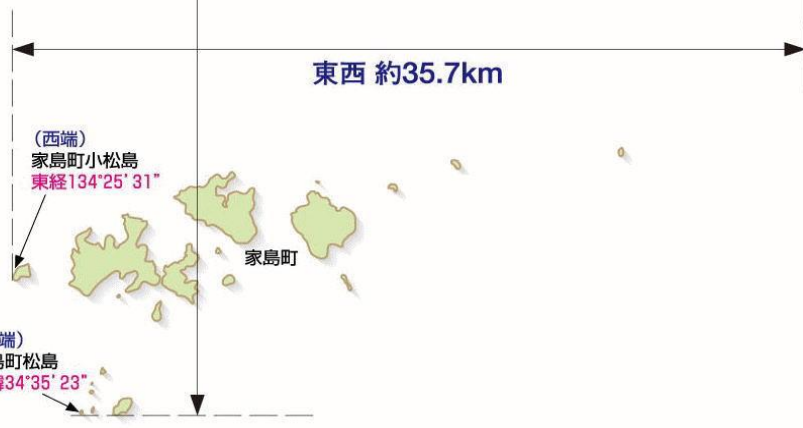 東西 約35.7km
（西端）
家島町小松島
東経134°25’31”
家島町
端）
町松島
34°35’23”